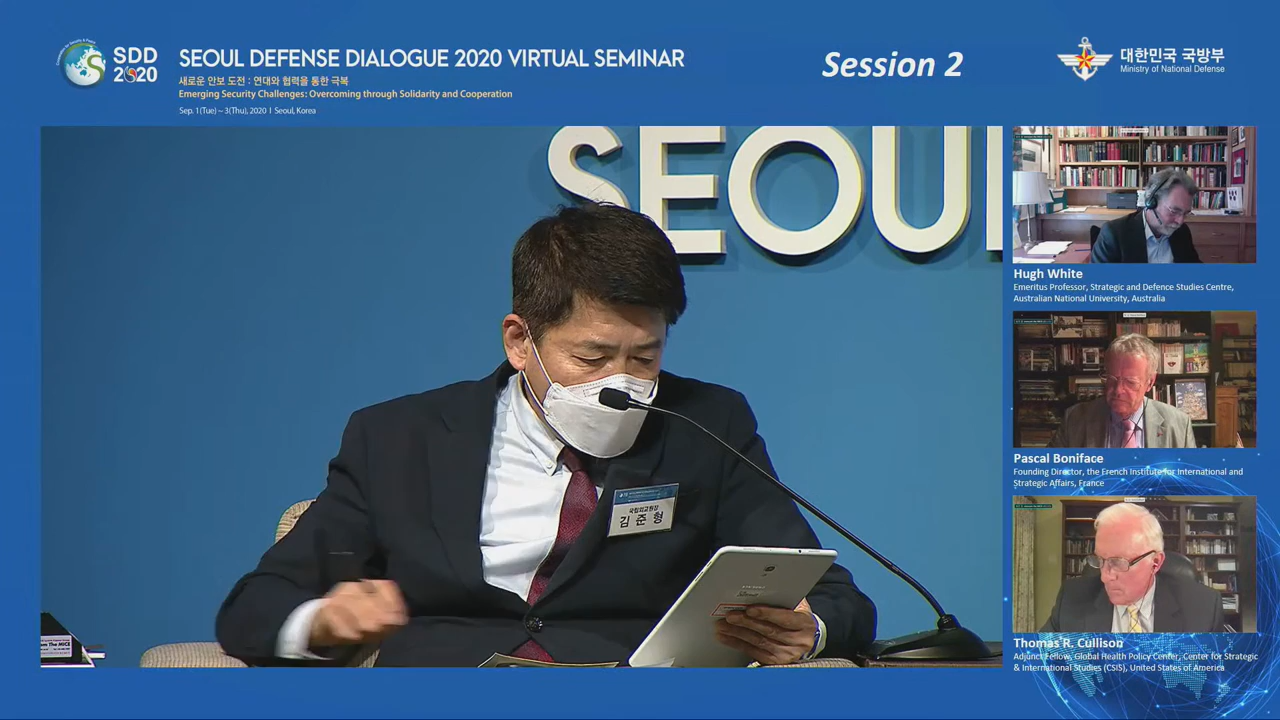 SDD
2020
SEOUL DEFENSE DIALOGUE 2020 VIRTUAL SEMINAR
새로운 안보 도전 : 연대와 협력을 통한 극복
Emerging Security Challenges: Overcoming through Solidarity and Cooperation
Sep. 1(Tue) ~ 3(Thu), 2020 I Seoul, Korea
Session 2
대한민국 국방부
Ministry of National Defense
SEOU
국립외교원장
김준형
The MICE
Hugh White
Emeritus Professor, Strategic and Defence Studies Centre,
Australian National University, Australia
Pascal Boniface
Founding Director, the French Institute for International and
Strategic Affairs, France
Thomas R. Cullison
Adjunct Fellow, Global Health Policy Center, Center for Strategic
& International Studies (CSIS), United States of America